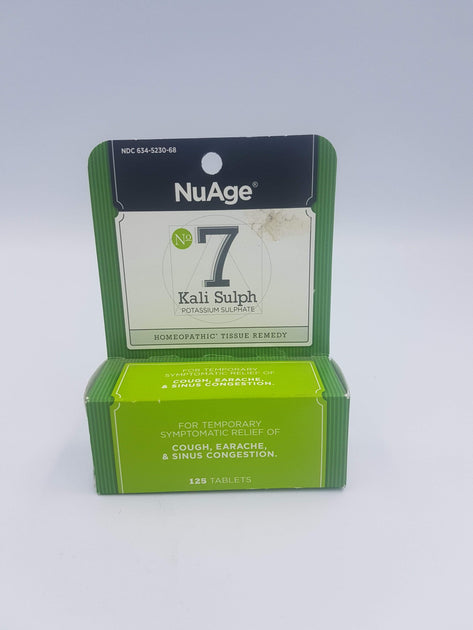 NDC 634-5230-68
NuAge®
No
7
Kali Sulph
POTASSIUM SULPHATE
HOMEOPATHIC* TISSUE REMEDY
FOR TEMPORARY
SYMPTOMATIC RELIEF OF
COUGH, EARACHE,
& SINUS CONGESTION.
FOR TEMPORARY
SYMPTOMATIC RELIEF OF
COUGH, EARACHE,
& SINUS CONGESTION.
125 TABLETS